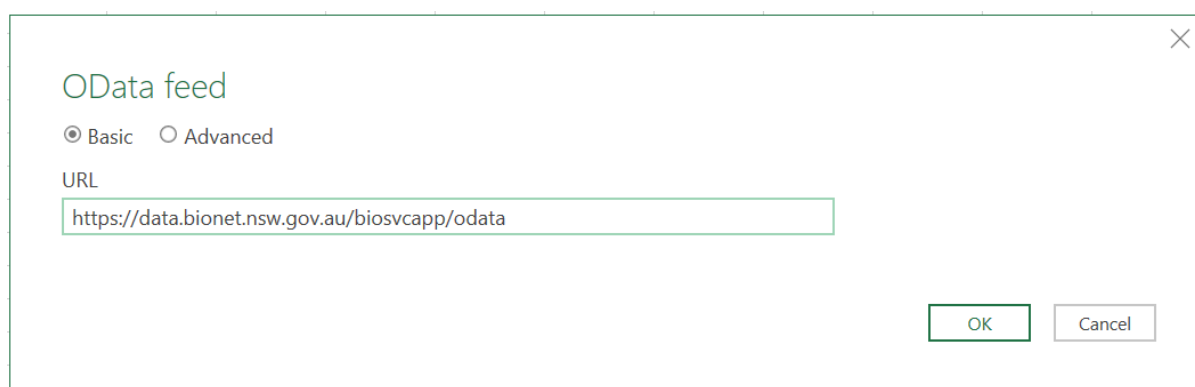 OData feed
Basic Advanced
URL
https://data.bionet.nsw.gov.au/biosvcapp/odata
OK Cancel